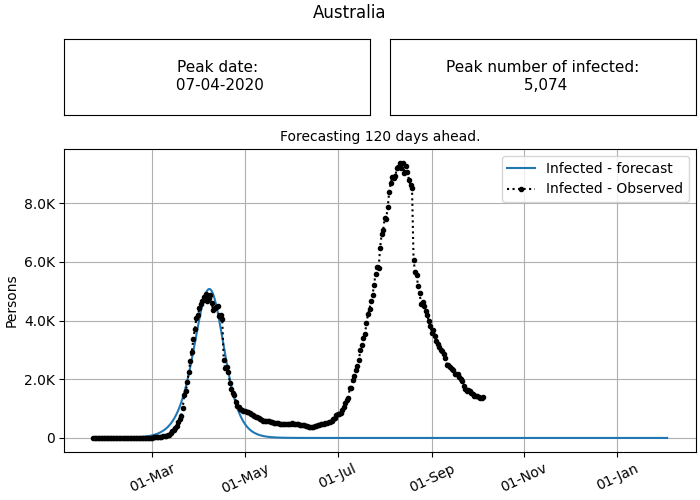 Australia
Peak date:
07-04-2020
Peak number of infected:
5,074
Forecasting 120 days ahead.
Infected - forecast
Infected - Observed
Persons
8.0K
6.0K
4.0K
2.0K
0
01-Mar
01-May
01-Jul
01-Sep
01-Nov
01-Jan